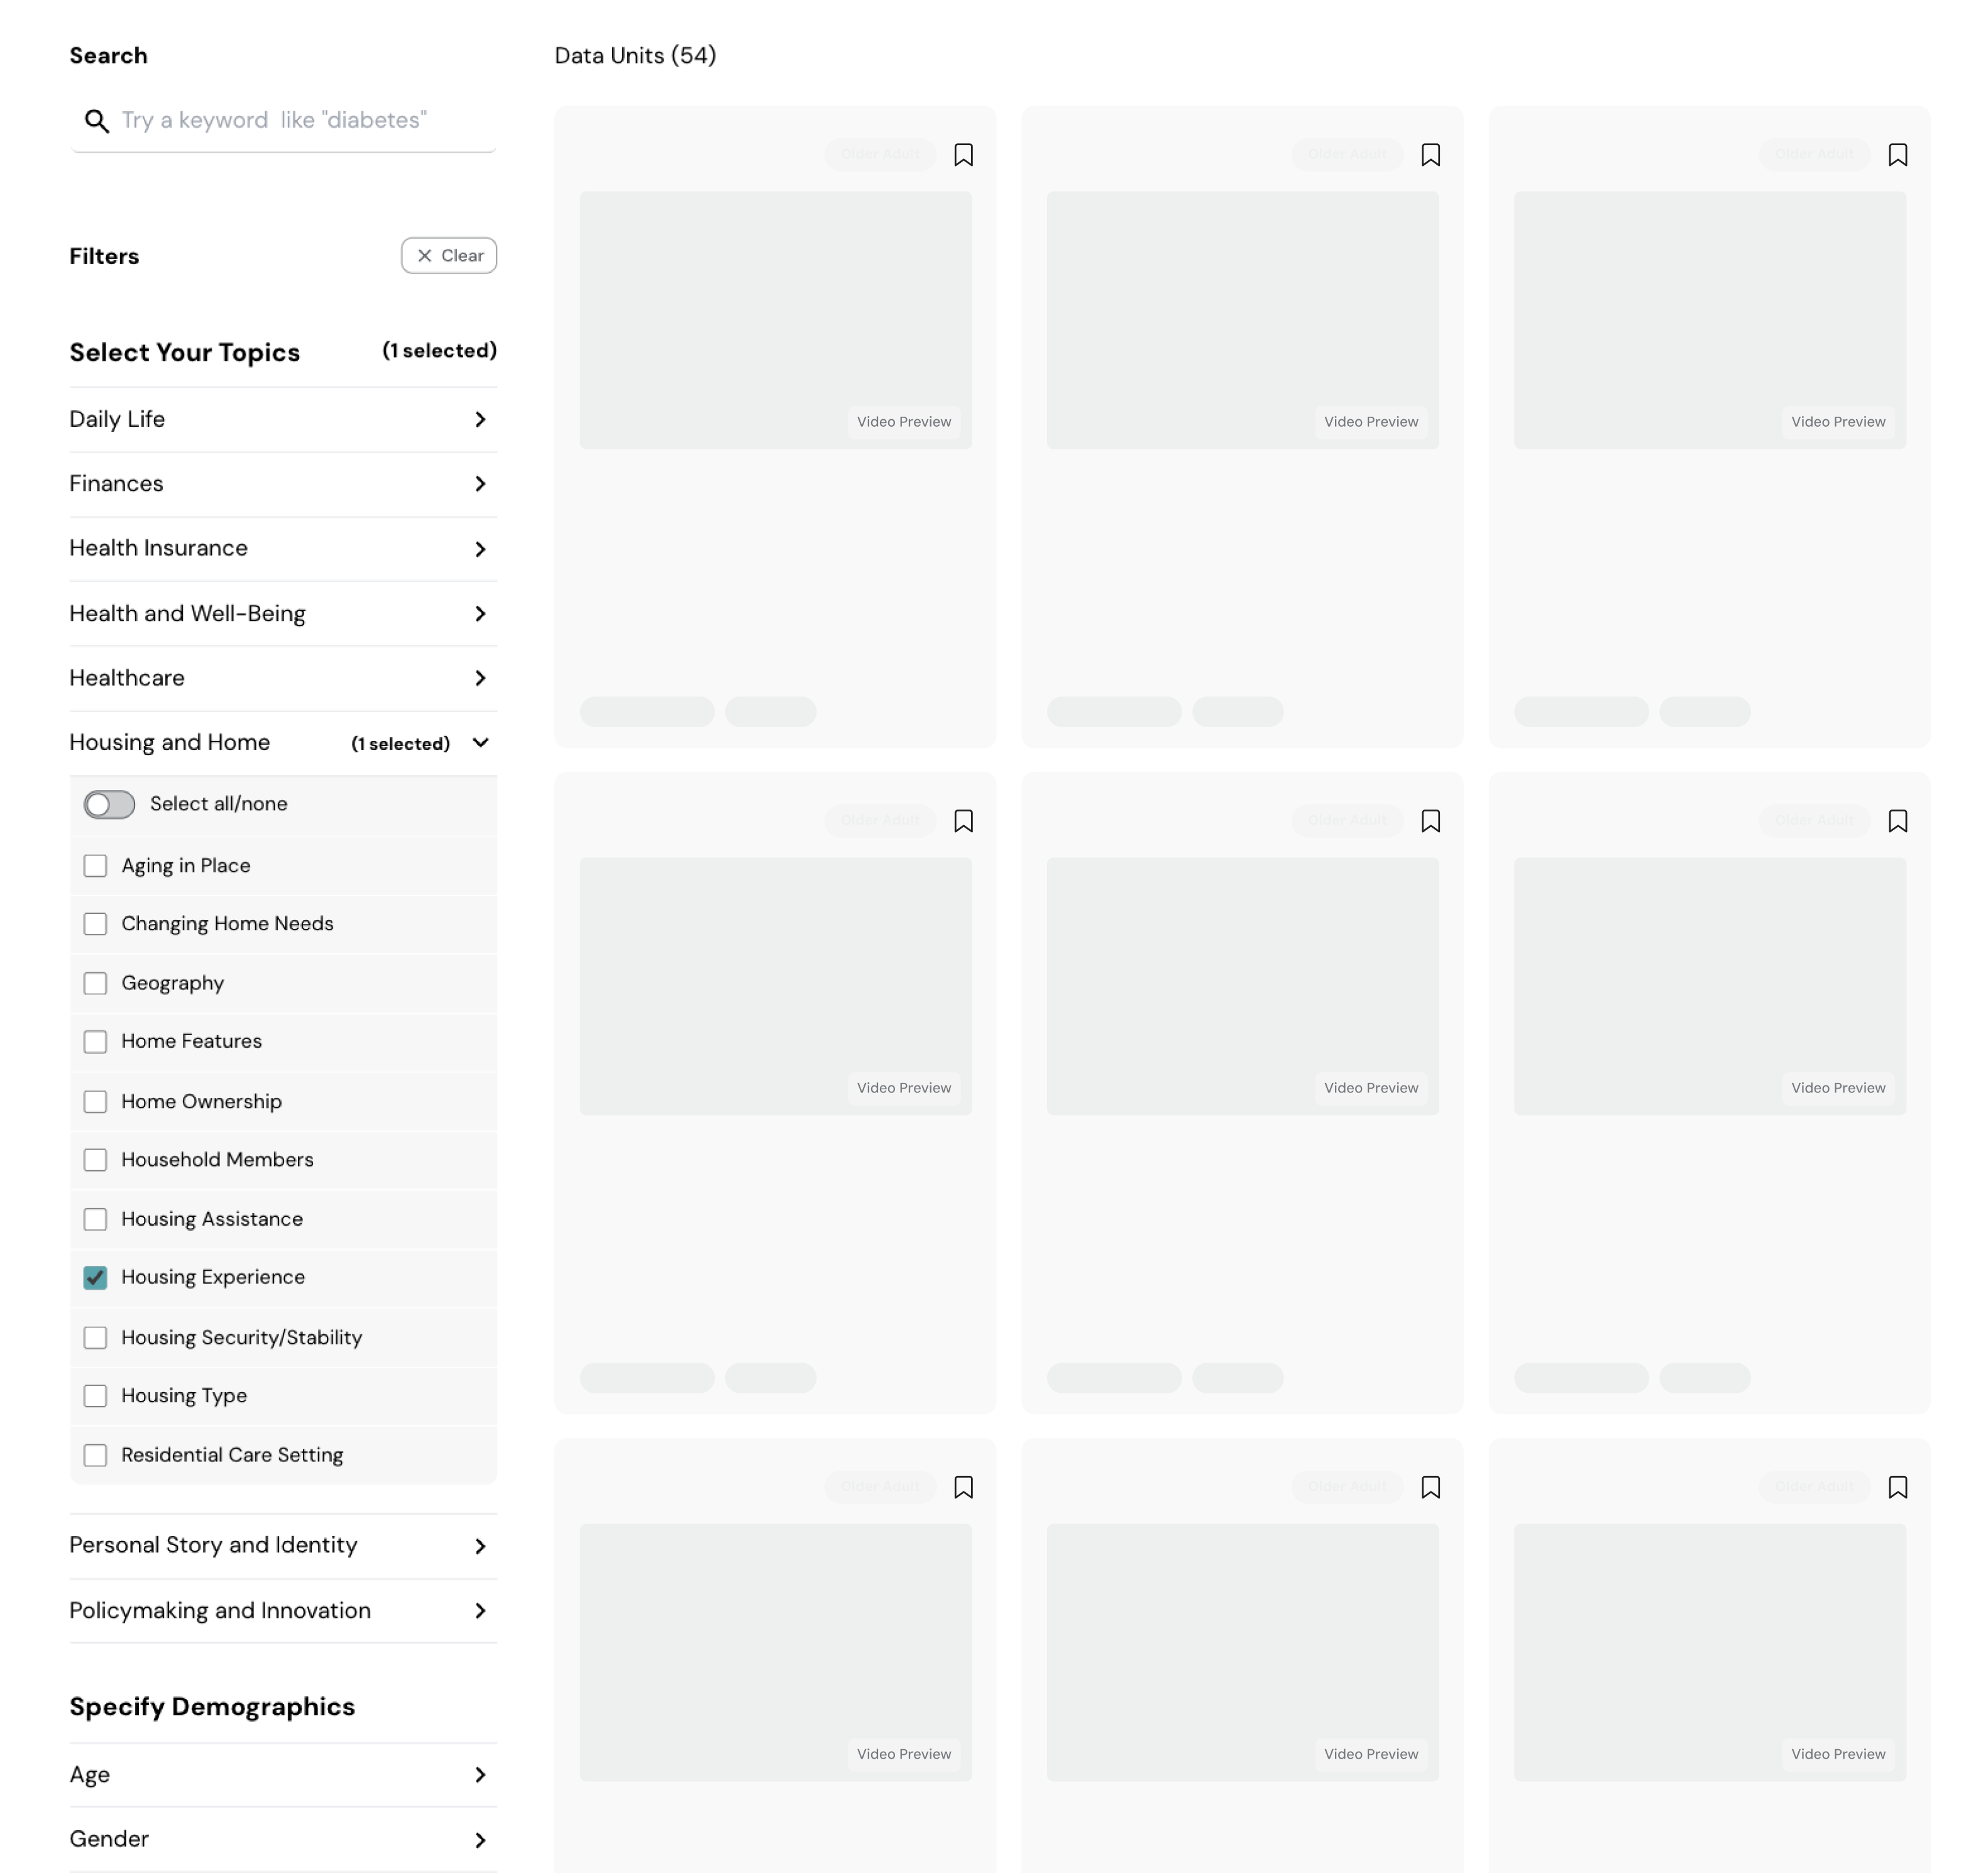 Search
Try a keyword like "diabetes"
Filters
Clear
Select Your Topics (1 selected)
Daily Life
Finances
Health Insurance
Health and Well-Being
Healthcare
Housing and Home (1 selected)
Select all/none
Aging in Place
Changing Home Needs
Geography
Home Features
Home Ownership
Household Members
Housing Assistance
Housing Experience
Housing Security/Stability
Housing Type
Residential Care Setting
Personal Story and Identity
Policymaking and Innovation
Specify Demographics
Age
Gender
Data Units (54)
Older Adult
Older Adult
Older Adult
Video Preview
Video Preview
Video Preview
Older Adult
Older Adult
Older Adult
Video Preview
Video Preview
Video Preview
Older Adult
Older Adult
Older Adult
Video Preview
Video Preview
Video Preview